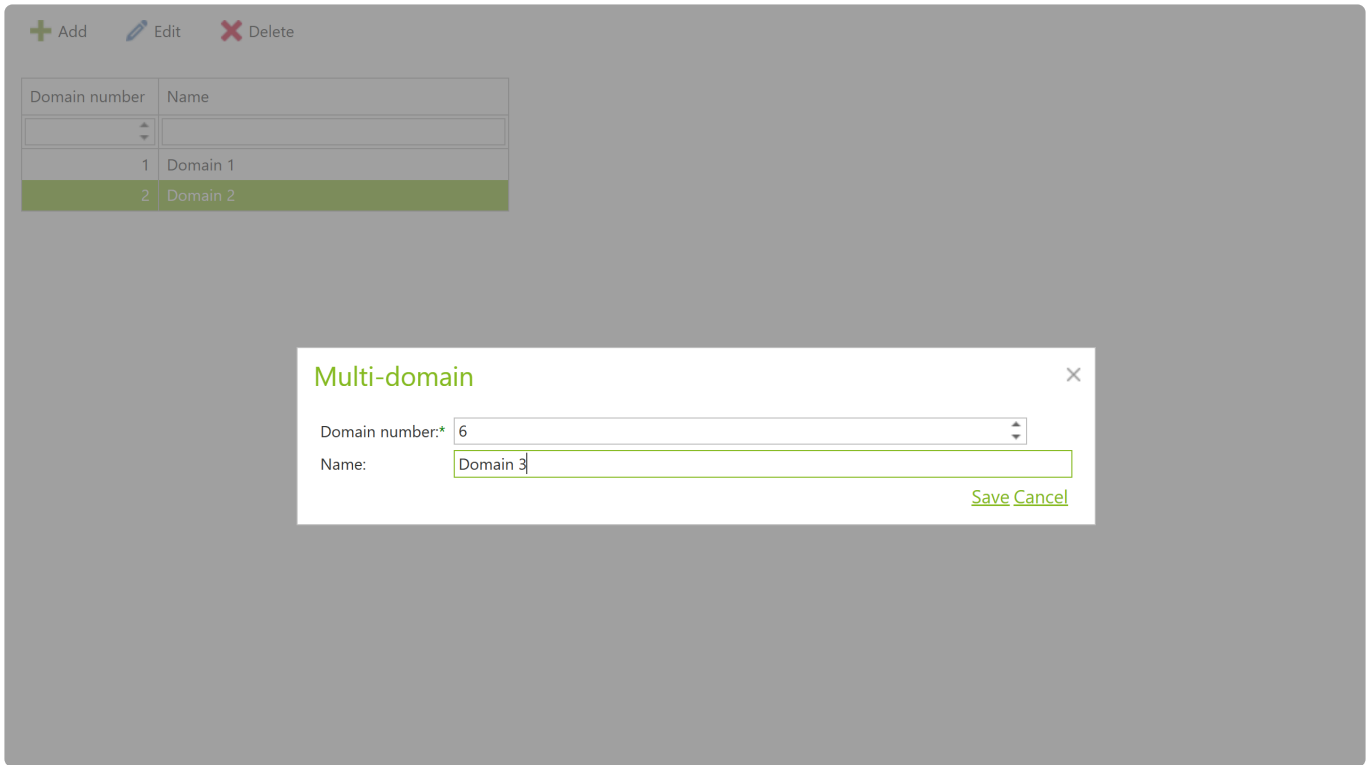 Add Edit Delete
Domain number Name
1 Domain 1
2 Domain 2
Multi-domain
Domain number:* 6
Name: Domain 3
Save Cancel